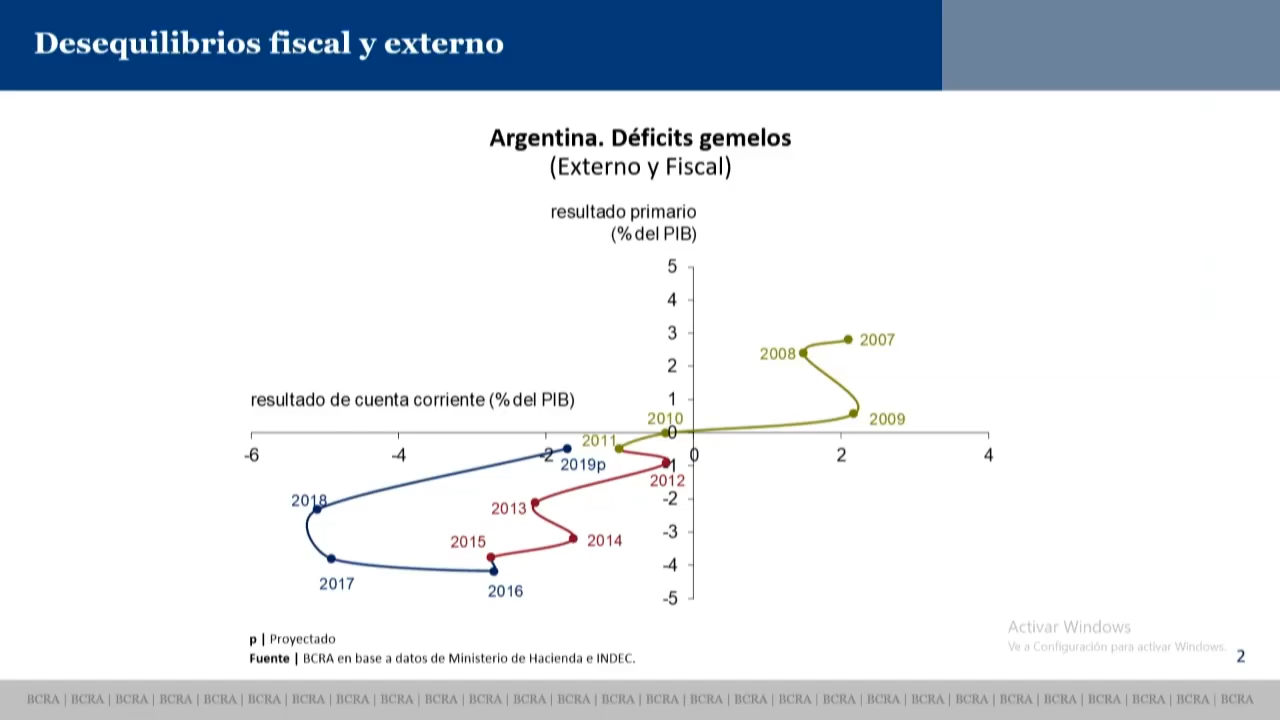 Desequilibrios fiscal y externo
Argentina. Déficits gemelos
(Externo y Fiscal)
resultado primario
(% del PIB)
5
4
3
2
1
0
-1
-2
-3
-4
-5
resultado de cuenta corriente (% del PIB)
-6
-4
-2
0
2
4
2007
2008
2009
2010
2011
2012
2013
2014
2015
2016
2017
2018
2019p
p | Proyectado
Fuente | BCRA en base a datos de Ministerio de Hacienda e INDEC.
Activar Windows
Ve a Configuración para activar Windows.
2
BCRA | BCRA | BCRA | BCRA | BCRA | BCRA | BCRA | BCRA | BCRA | BCRA | BCRA | BCRA | BCRA | BCRA | BCRA | BCRA | BCRA | BCRA | BCRA | BCRA | BCRA | BCRA | BCRA | BCRA | BCRA | BCRA | BCRA | BCRA